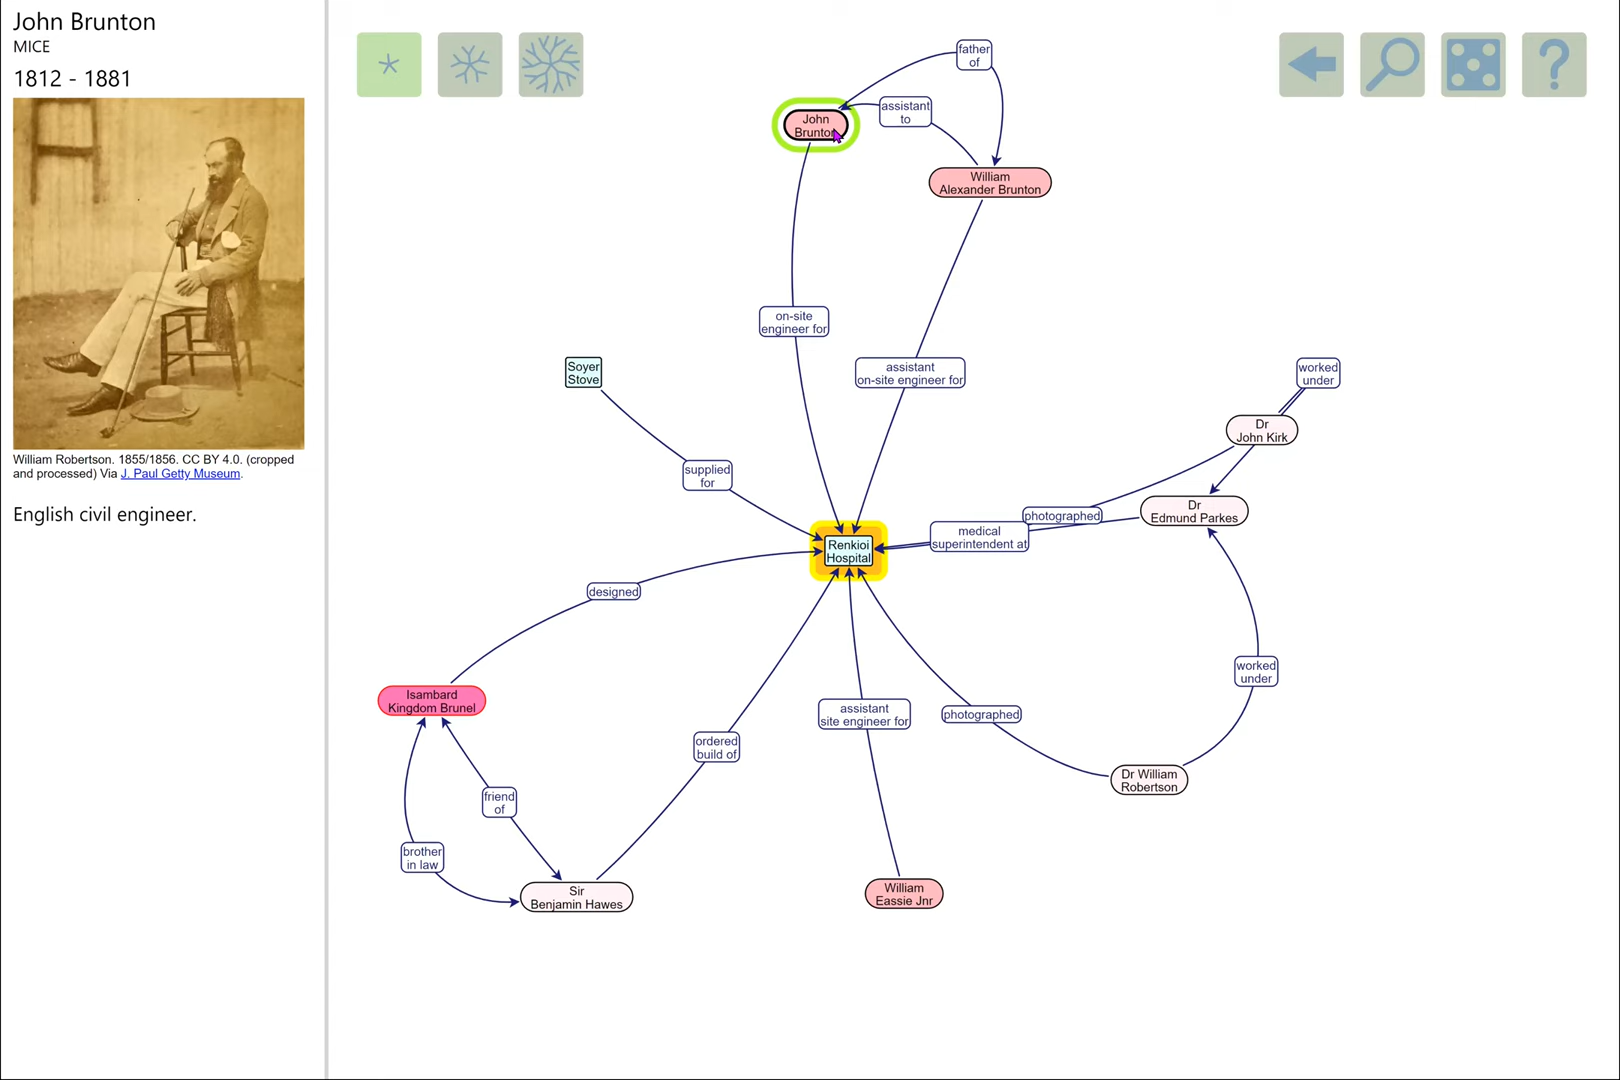 John Brunton
MICE
1812 - 1881
William Robertson. 1855/1856. CC BY 4.0. (cropped
and processed) Via J. Paul Getty Museum.
English civil engineer.
father
of
assistant
to
John
Brunton
William
Alexander Brunton
on-site
engineer for
assistant
on-site engineer for
Soyer
Stove
worked
under
Dr
John Kirk
supplied
for
photographed
Dr
Edmund Parkes
medical
superintendent at
Renkioi
Hospital
designed
worked
under
Isambard
Kingdom Brunel
assistant
site engineer for
photographed
ordered
build of
Dr William
Robertson
friend
of
brother
in law
Sir
Benjamin Hawes
William
Eassie Jnr
?